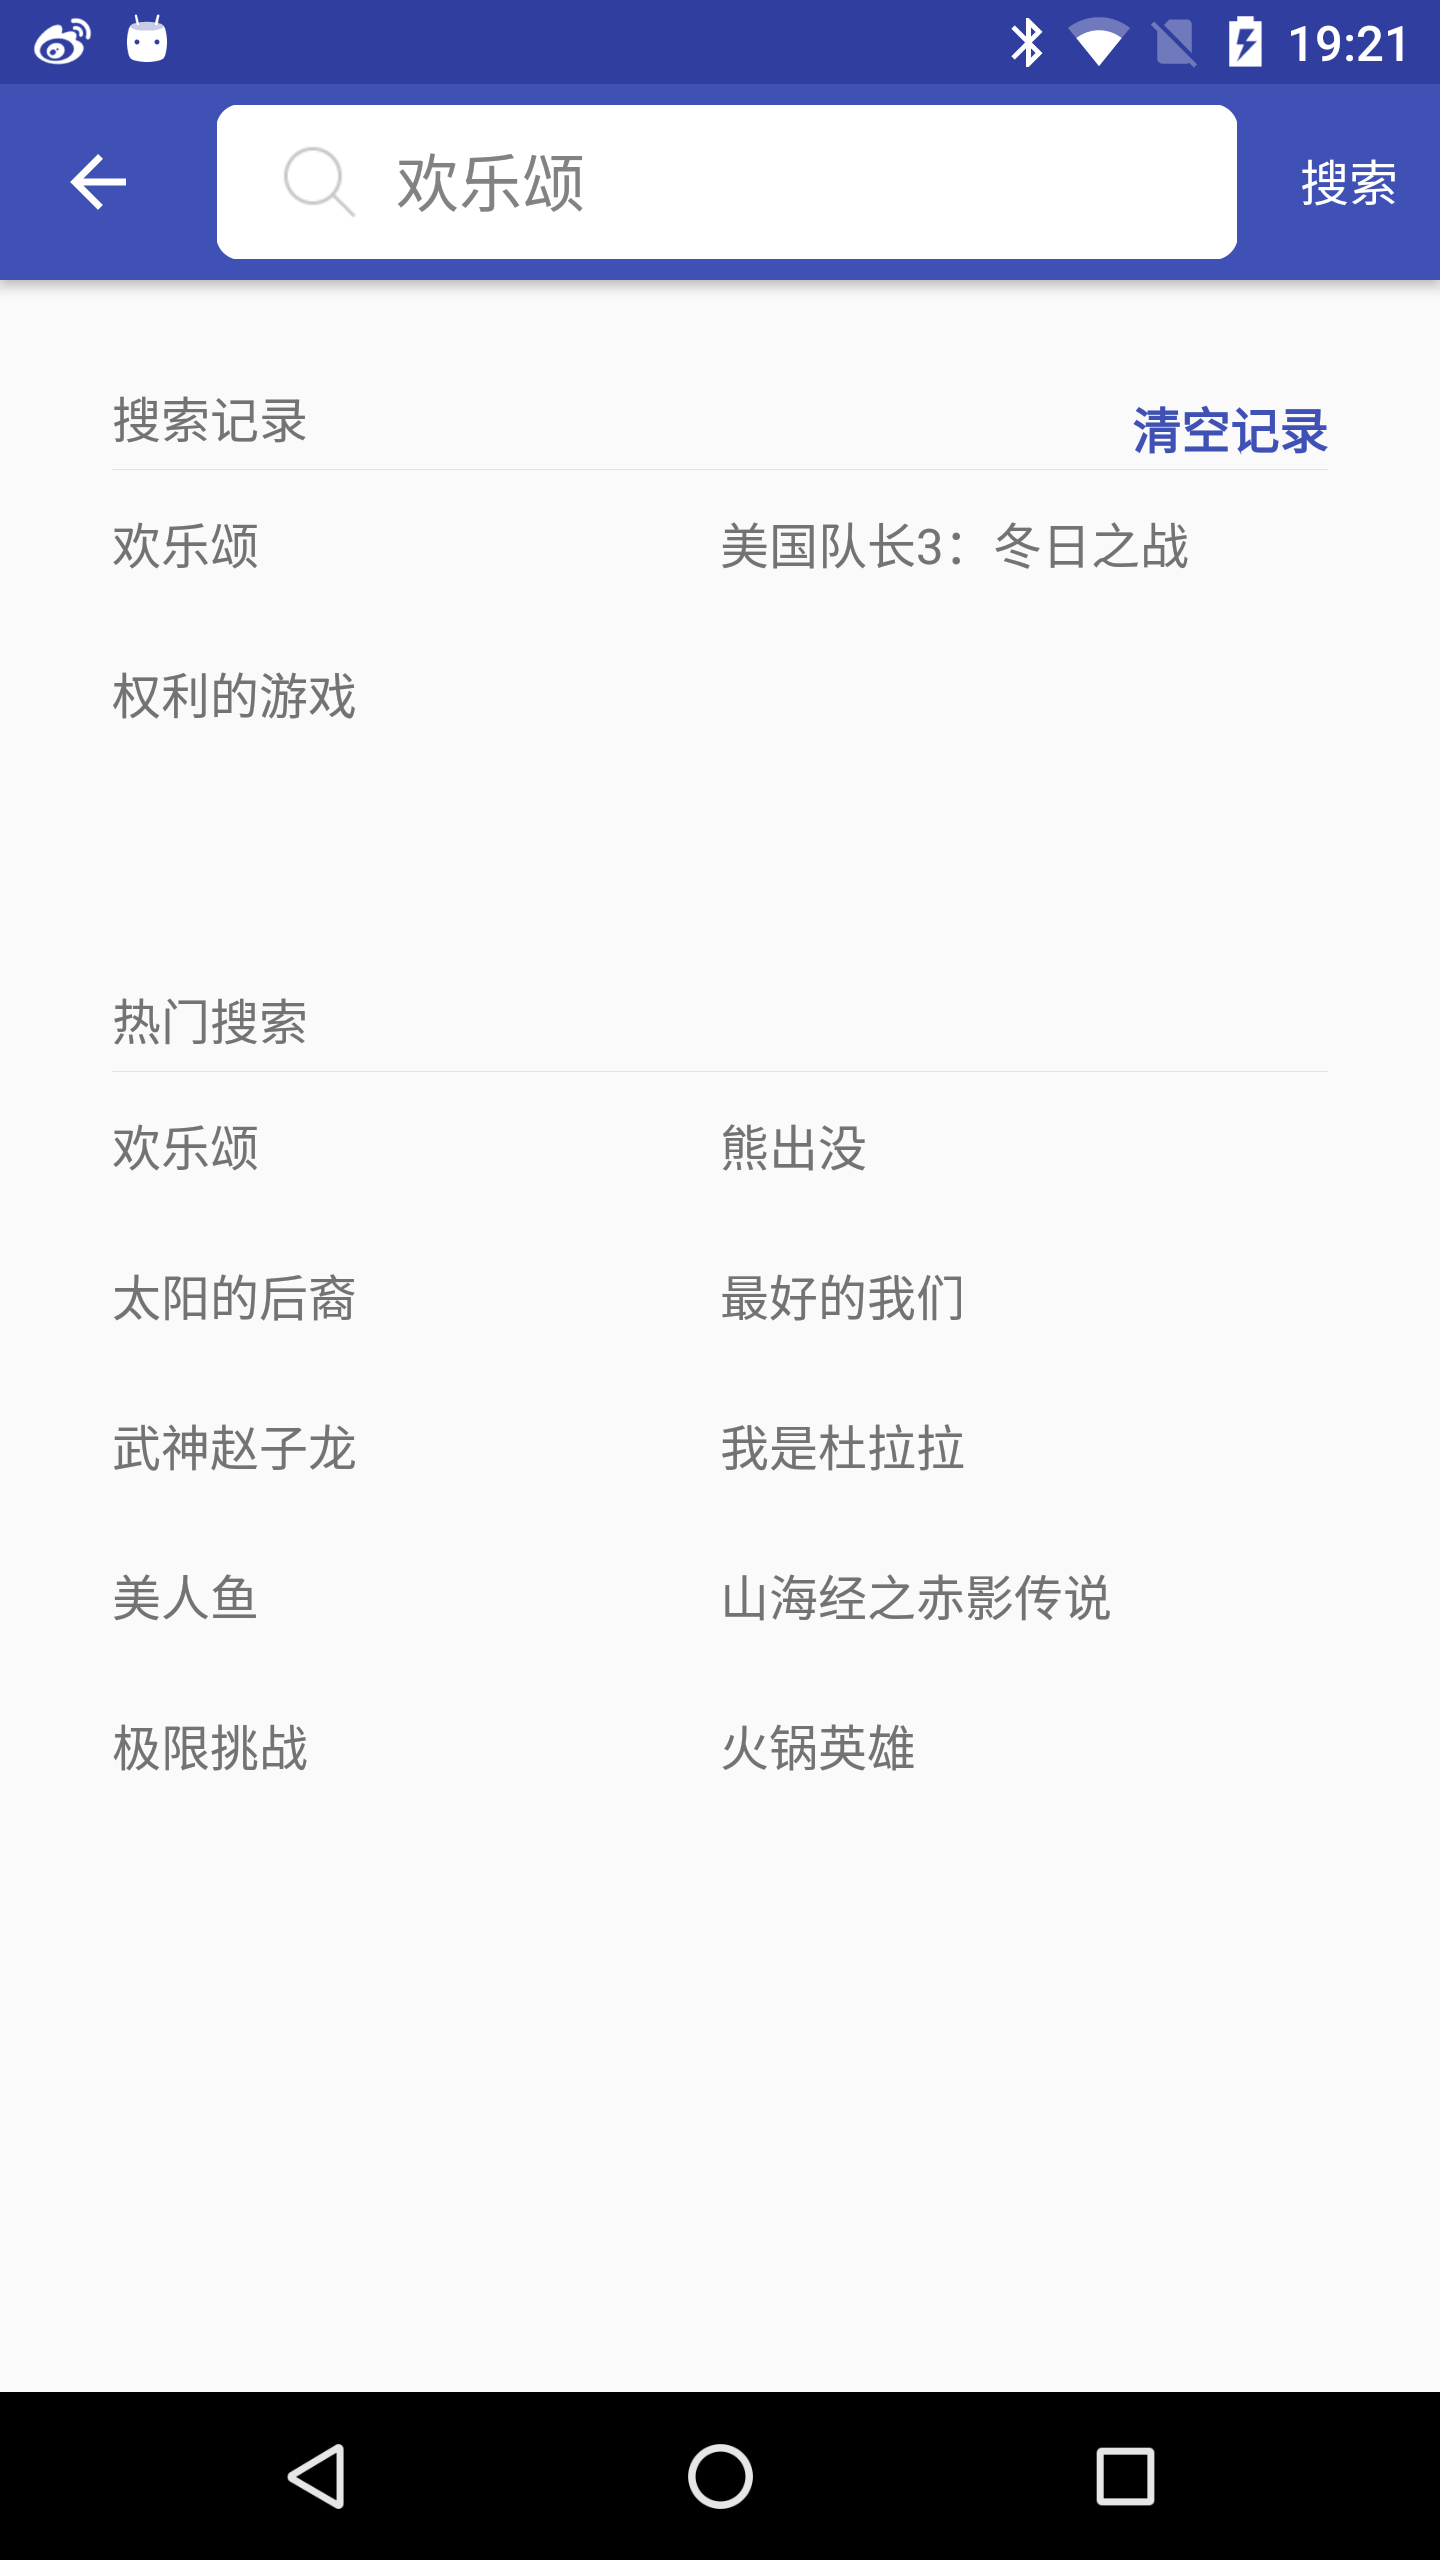 19:21
欢乐颂
搜索
搜索记录
清空记录
欢乐颂
美国队长3：冬日之战
权利的游戏
热门搜索
欢乐颂
熊出没
太阳的后裔
最好的我们
武神赵子龙
我是杜拉拉
美人鱼
山海经之赤影传说
极限挑战
火锅英雄